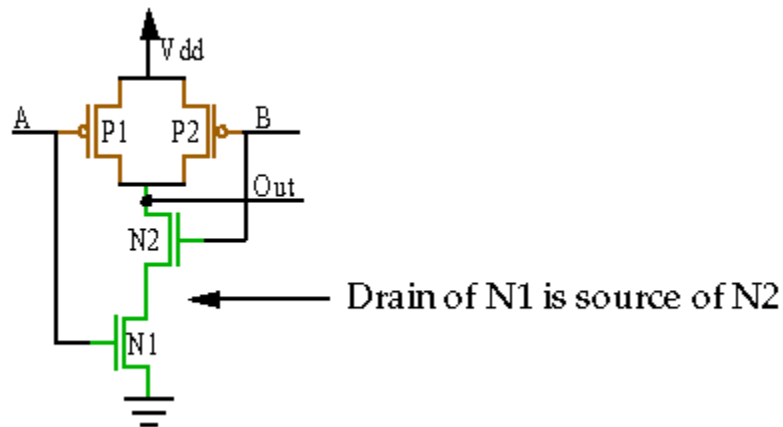 Vdd
A
P1
P2
B
Out
N2
Drain of N1 is source of N2
N1